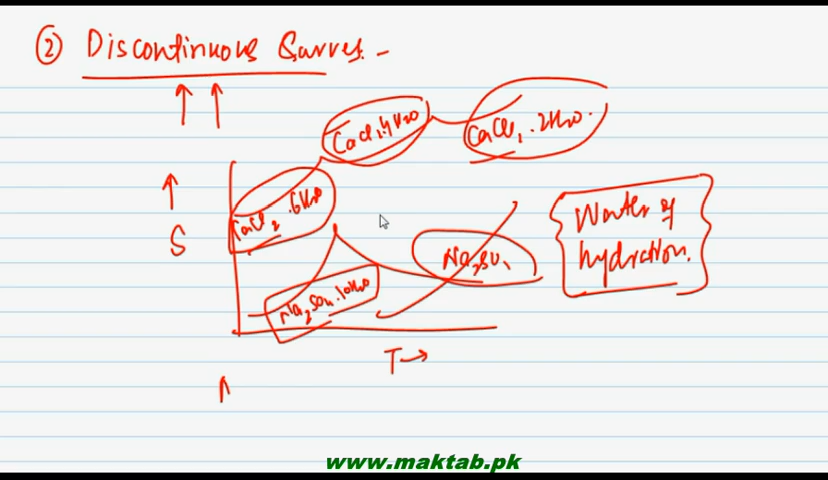 ② Discontinuous Curves -
CaCl2.4H2O
CaCl2.2H2O.
CaCl2.6H2O
S
Na2SO4
Na2SO4.10H2O
Water of
hydration.
T→
www.maktab.pk